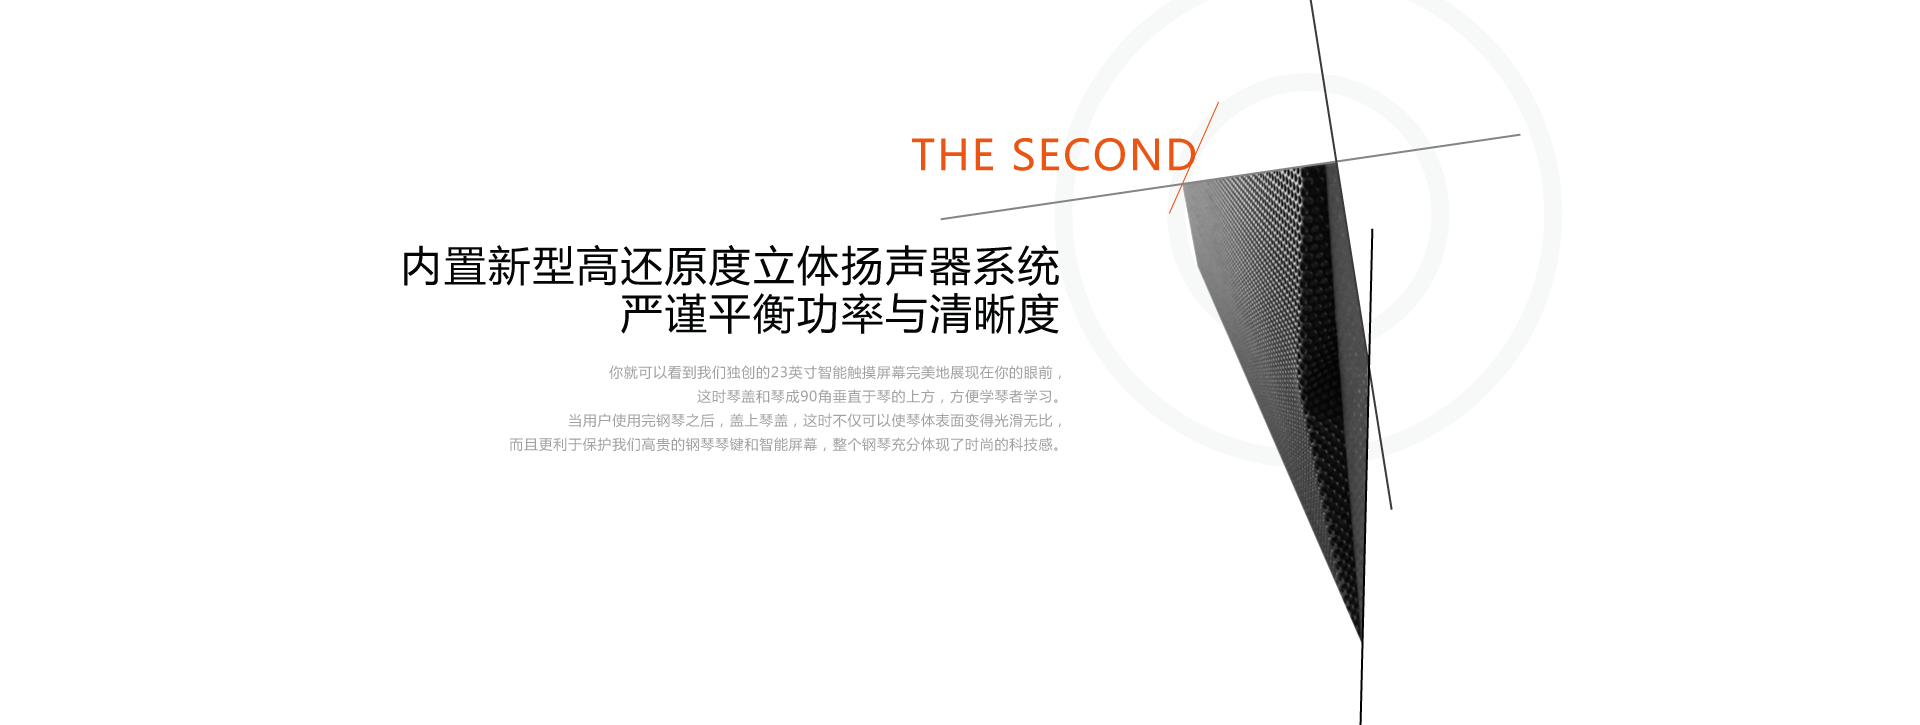 THE SECOND
内置新型高还原度立体扬声器系统
严谨平衡功率与清晰度
你就可以看到我们独创的23英寸智能触摸屏幕完美地展现在你的眼前，
这时琴盖和琴成90角垂直于琴的上方，方便学琴者学习。
当用户使用完钢琴之后，盖上琴盖，这时不仅可以使琴体表面变得光滑无比，
而且更利于保护我们高贵的钢琴琴键和智能屏幕，整个钢琴充分体现了时尚的科技感。